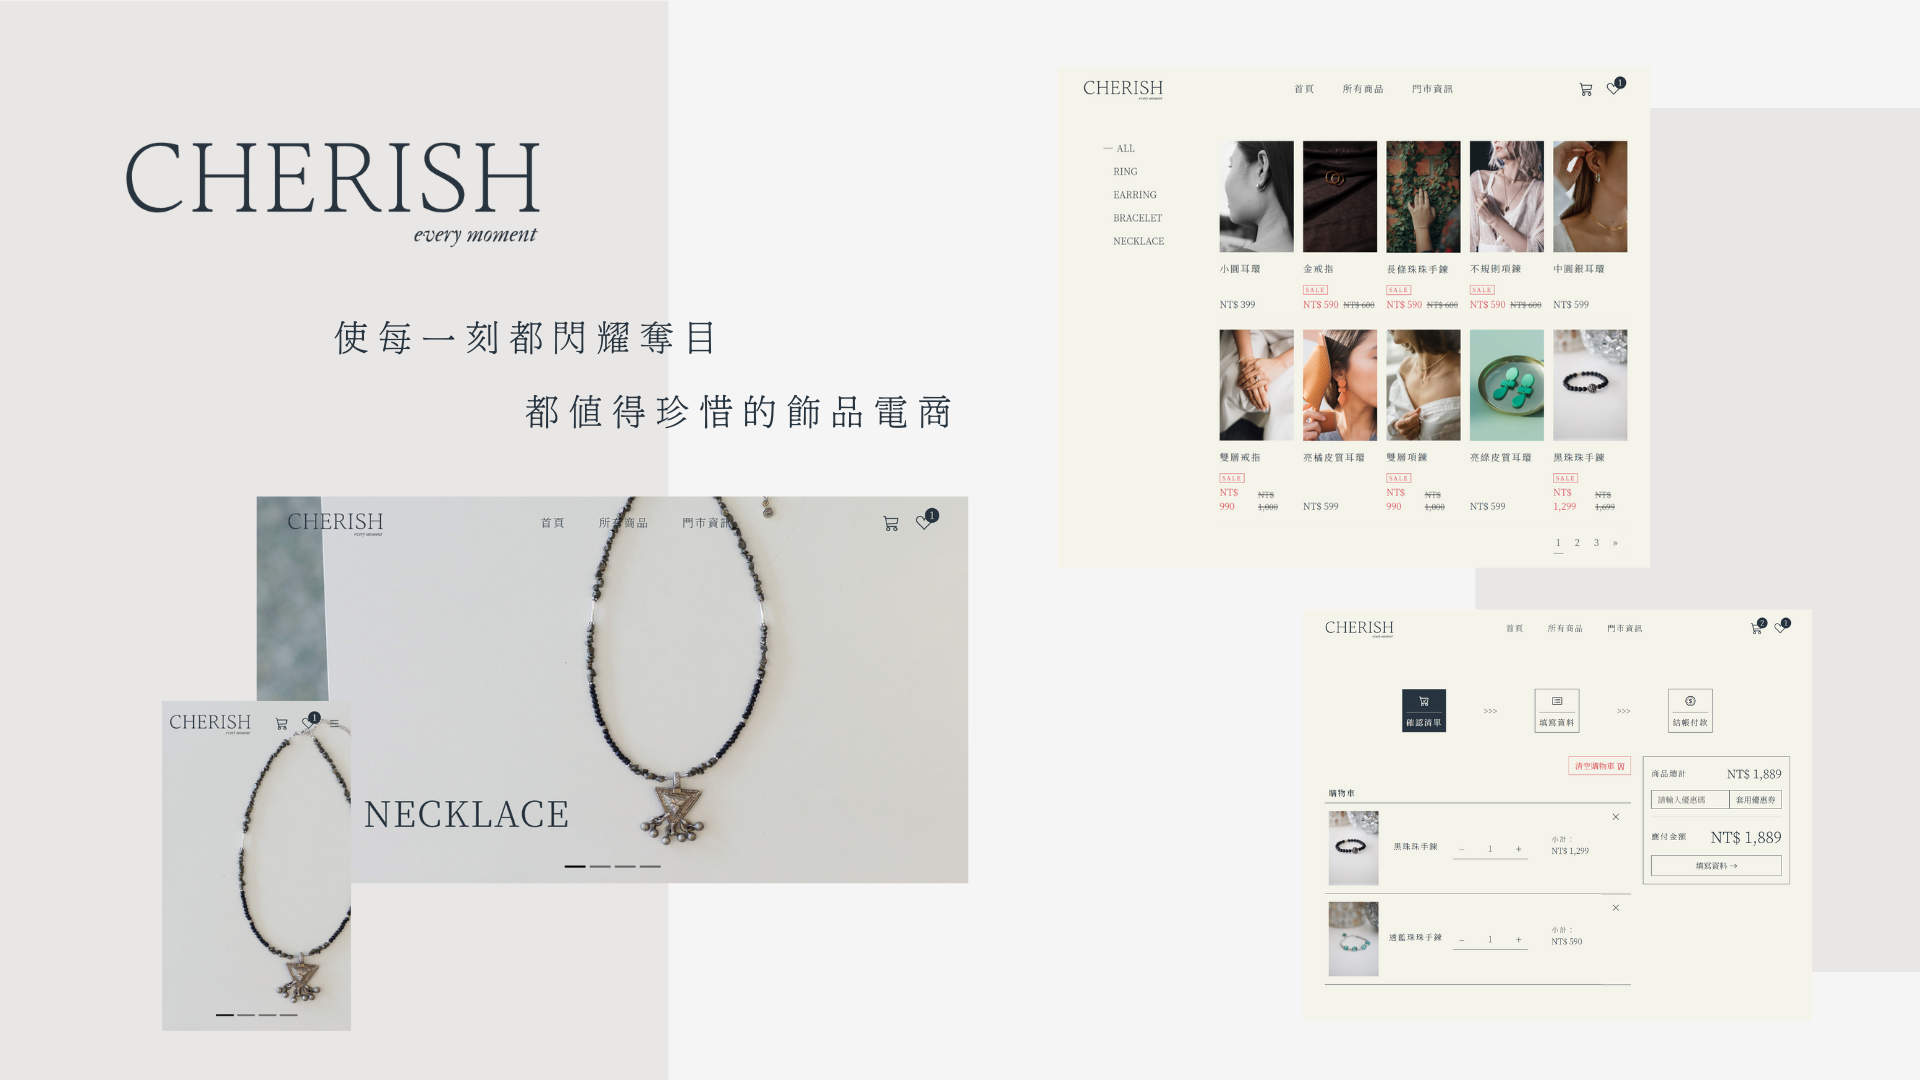 CHERISH
every moment
使每一刻都閃耀奪目
都值得珍惜的飾品電商
CHERISH
every moment
首頁 所有商品 門市資訊
1
NECKLACE
CHERISH
every moment
1
CHERISH
every moment
首頁 所有商品 門市資訊
1
— ALL
RING
EARRING
BRACELET
NECKLACE
小圓耳環
NT$ 399
金戒指
SALE
NT$ 590 NT$ 600
長條珠珠手鍊
SALE
NT$ 590 NT$ 600
不規則項鍊
SALE
NT$ 590 NT$ 600
中圓銀耳環
NT$ 599
雙層戒指
SALE
NT$ 990
NT$ 1,000
亮橘皮質耳環
NT$ 599
雙層項鍊
SALE
NT$ 990
NT$ 1,000
亮綠皮質耳環
NT$ 599
黑珠珠手鍊
SALE
NT$ 1,299
NT$ 1,699
1 2 3 »
CHERISH
every moment
首頁 所有商品 門市資訊
2
1
確認清單
>>>
填寫資料
>>>
結帳付款
清空購物車
購物車
黑珠珠手鍊
– 1 +
小計：
NT$ 1,299
×
透藍珠珠手鍊
– 1 +
小計：
NT$ 590
×
商品總計 NT$ 1,889
請輸入優惠碼 套用優惠券
應付金額 NT$ 1,889
填寫資料 →